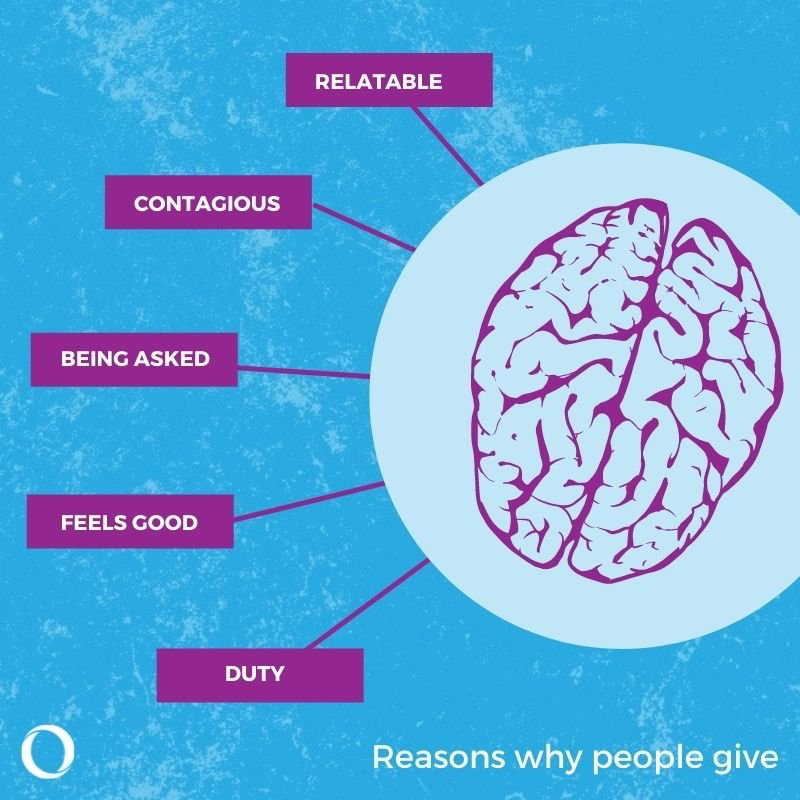 RELATABLE
CONTAGIOUS
BEING ASKED
FEELS GOOD
DUTY
Reasons why people give